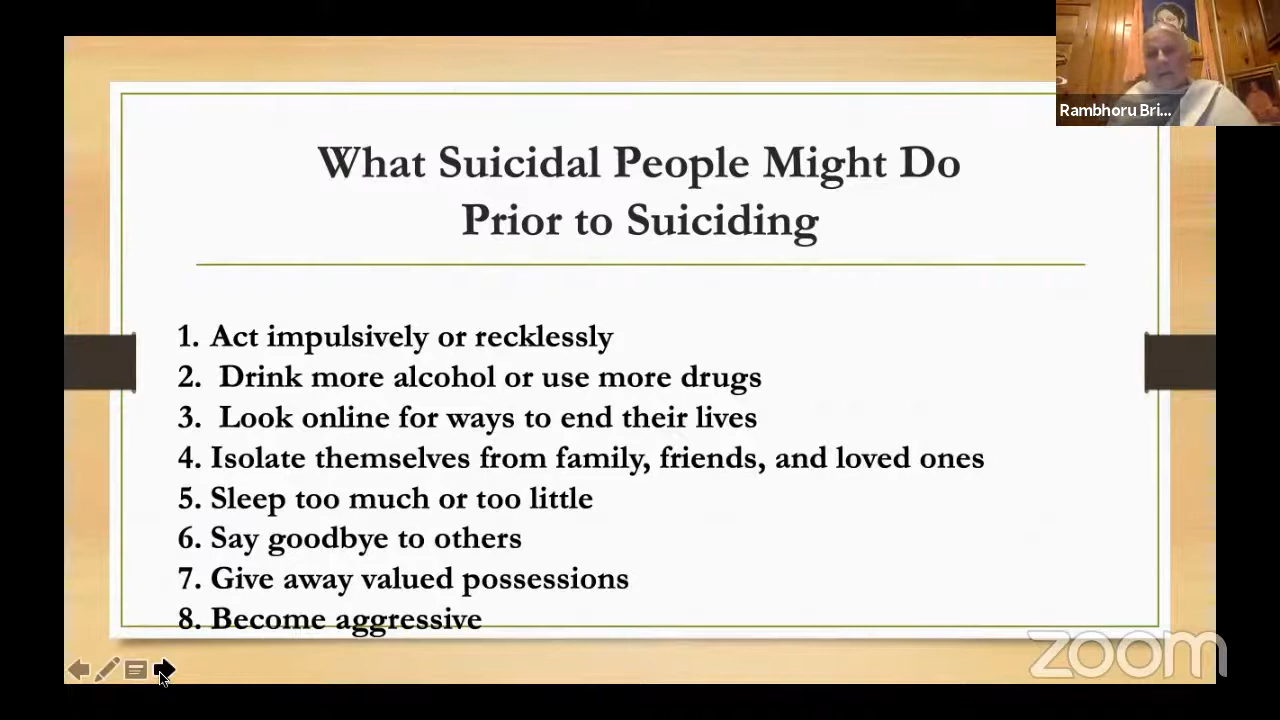 Rambhoru Bri...
What Suicidal People Might Do
Prior to Suiciding
1. Act impulsively or recklessly
2. Drink more alcohol or use more drugs
3. Look online for ways to end their lives
4. Isolate themselves from family, friends, and loved ones
5. Sleep too much or too little
6. Say goodbye to others
7. Give away valued possessions
8. Become aggressive
zoom